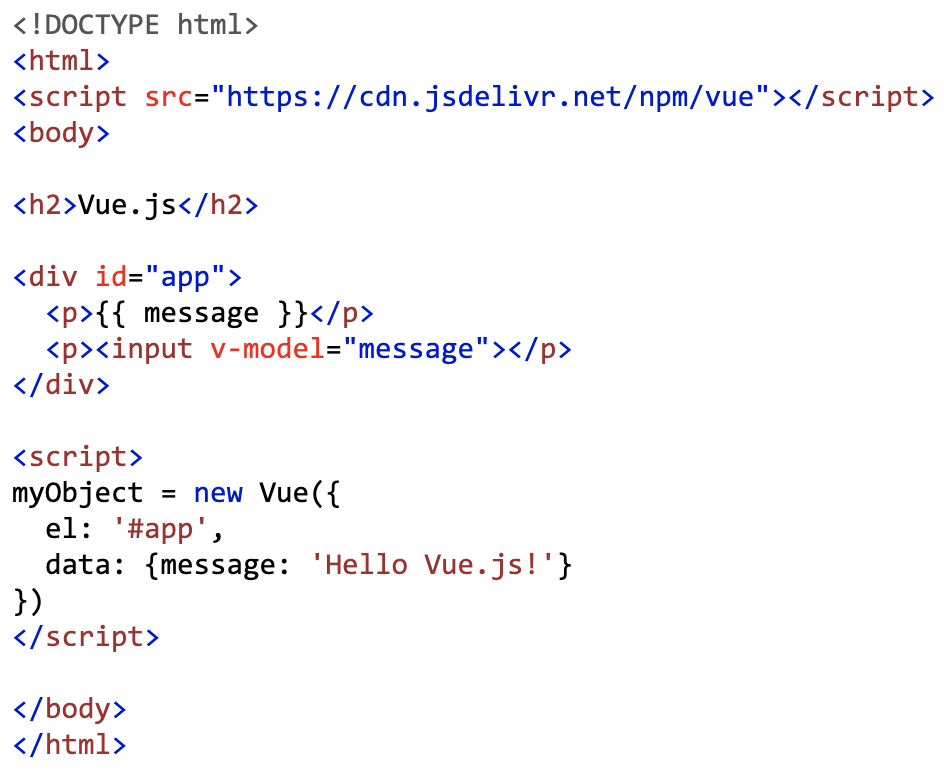 <!DOCTYPE html>
<html>
<script src="https://cdn.jsdelivr.net/npm/vue"></script>
<body>

<h2>Vue.js</h2>

<div id="app">
  <p>{{ message }}</p>
  <p><input v-model="message"></p>
</div>

<script>
myObject = new Vue({
  el: '#app',
  data: {message: 'Hello Vue.js!'}
})
</script>

</body>
</html>